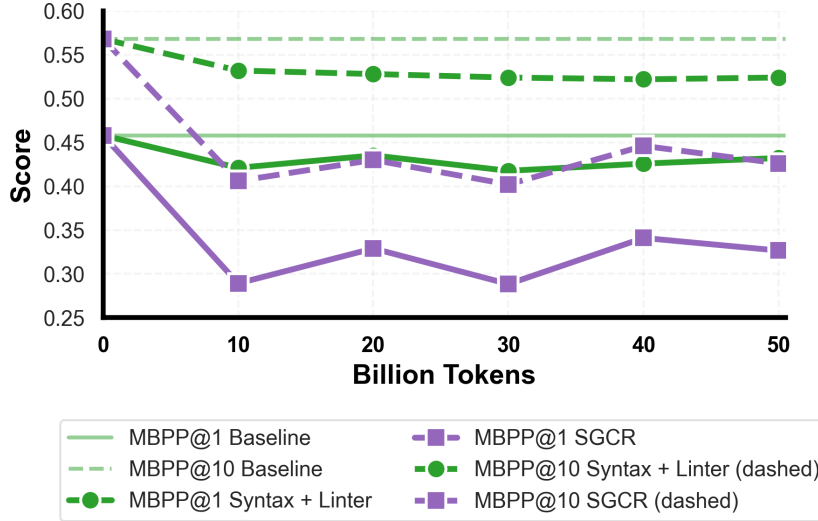 0.60
0.55
0.50
0.45
0.40
0.35
0.30
0.25
Score
0 10 20 30 40 50
Billion Tokens
MBPP@1 Baseline
MBPP@10 Baseline
MBPP@1 Syntax + Linter
MBPP@1 SGCR
MBPP@10 Syntax + Linter (dashed)
MBPP@10 SGCR (dashed)